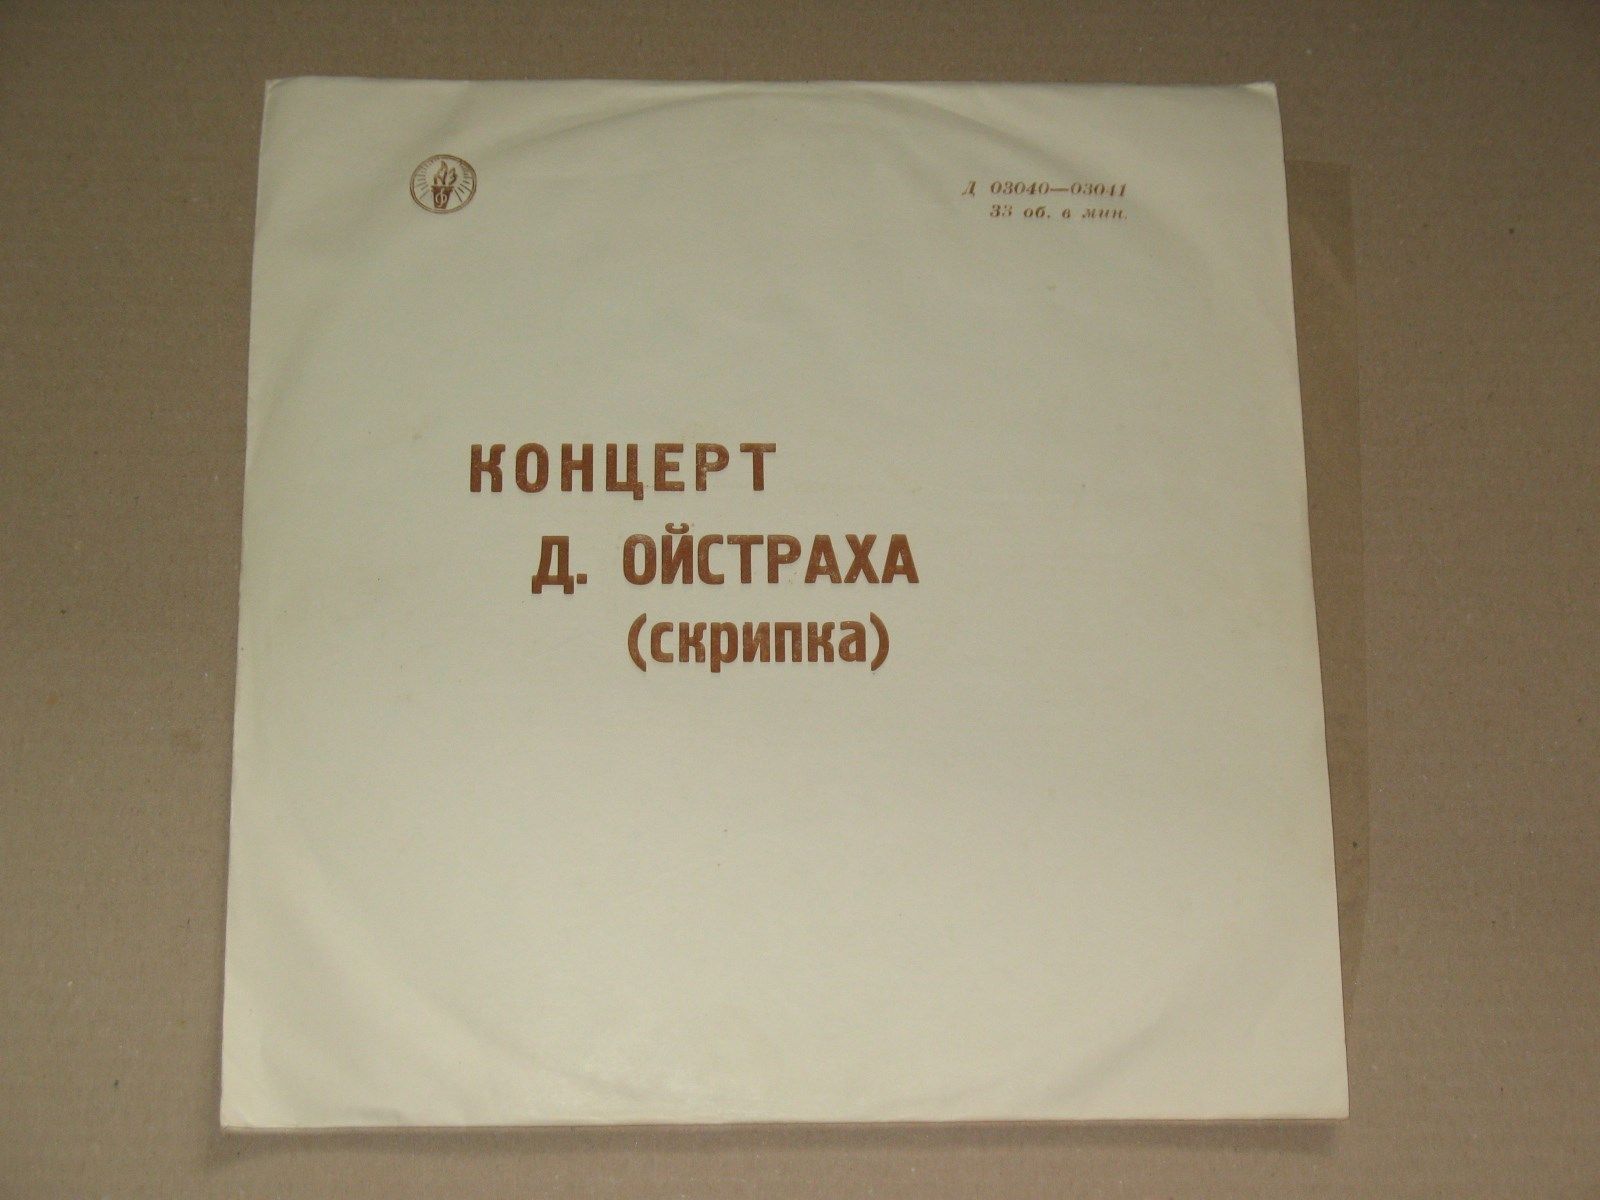 Д 03040—03041
33 об. в мин.
КОНЦЕРТ
Д. ОЙСТРАХА
(скрипка)